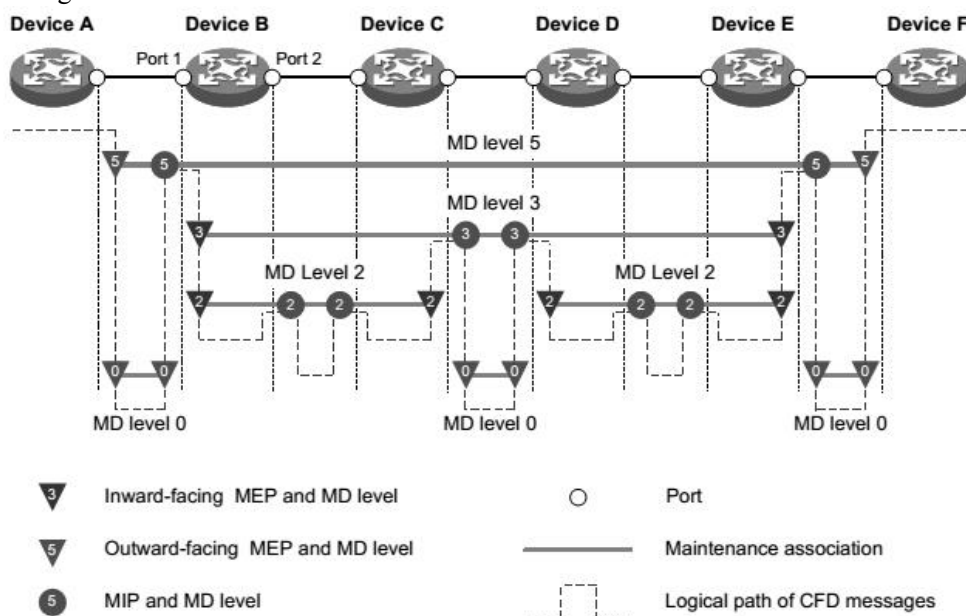 Device A Device B Device C Device D Device E Device F
Port 1 Port 2
MD level 5
5 5 5 5
MD level 3
3 3 3 3
MD Level 2 MD Level 2
2 2 2 2 2 2 2 2
0 0 0 0 0 0
MD level 0 MD level 0 MD level 0
3 Inward-facing MEP and MD level Port
5 Outward-facing MEP and MD level Maintenance association
5 MIP and MD level Logical path of CFD messages